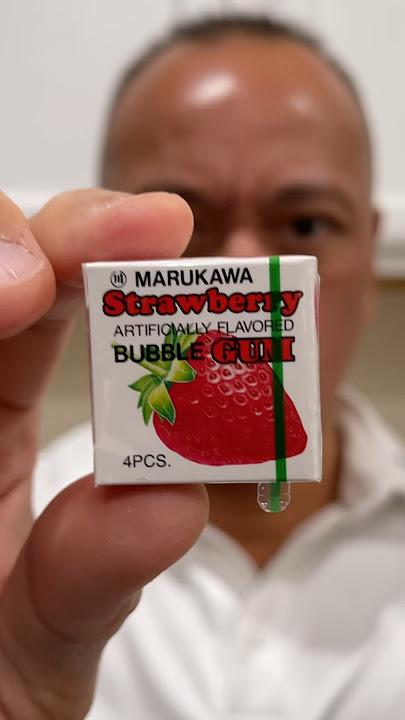 MARUKAWA
Strawberry
ARTIFICIALLY FLAVORED
BUBBLE GUM
4PCS.